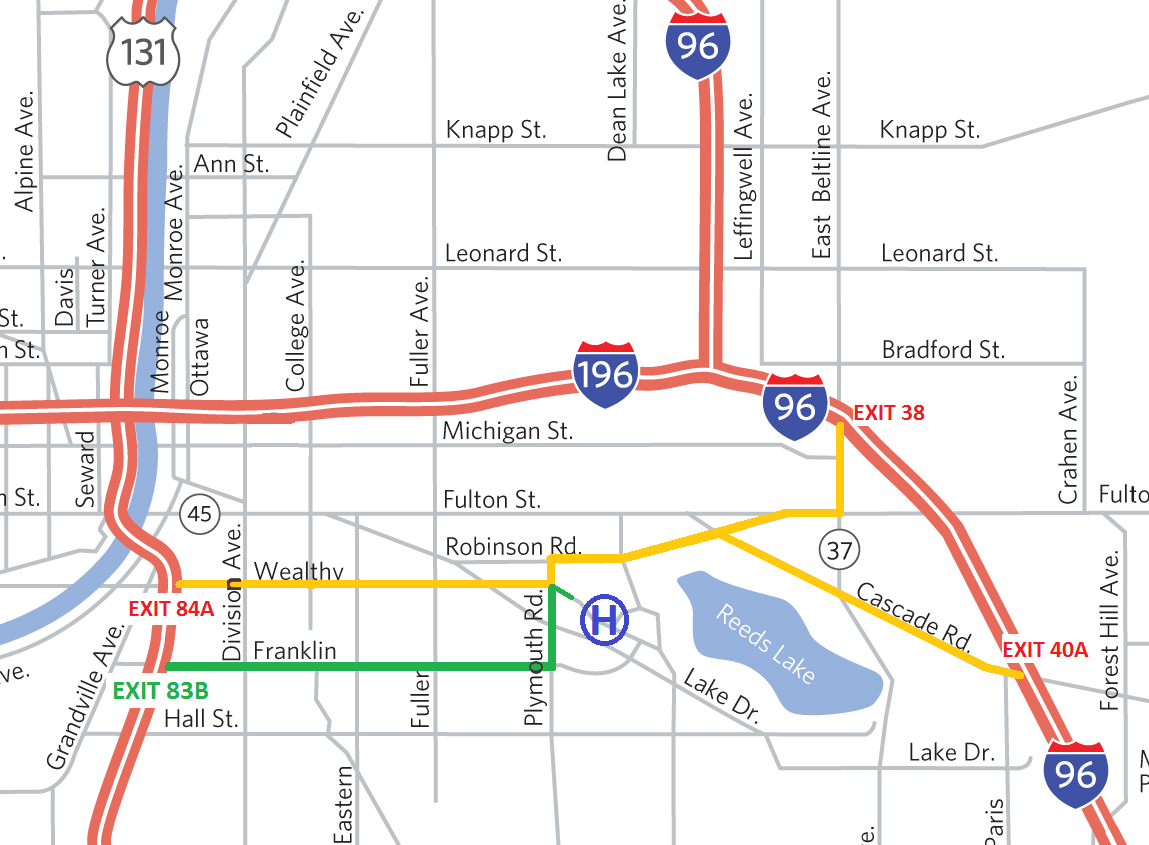 131
96
Plainfield Ave.
Dean Lake Ave.
Knapp St.
Knapp St.
Alpine Ave.
Ann St.
Monroe Ave.
Leffingwell Ave.
East Beltline Ave.
Turner Ave.
Davis
Leonard St.
Leonard St.
College Ave.
Fuller Ave.
St.
n St.
Monroe
Ottawa
Bradford St.
196
96
EXIT 38
Michigan St.
Crahen Ave.
Seward
n St.
45
Fulton St.
Fulto
Division Ave.
Robinson Rd.
37
Wealthy
EXIT 84A
Plymouth Rd.
H
Reeds Lake
Cascade Rd.
Forest Hill Ave.
Grandville Ave.
Franklin
EXIT 40A
ve.
EXIT 83B
Fuller
Lake Dr.
Hall St.
Lake Dr.
96
M
P
Eastern
Paris
e.